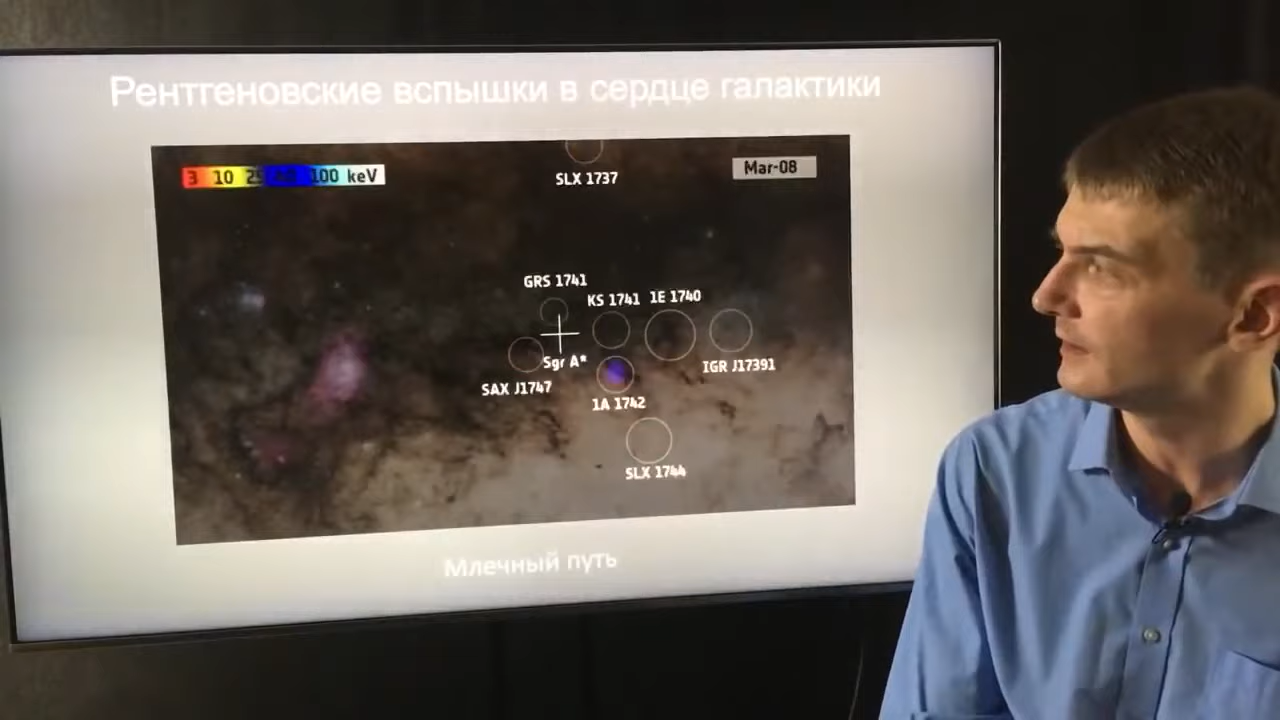 Рентгеновские вспышки в сердце галактики
3 10 25 100 keV
Mar-08
SLX 1737
GRS 1741
KS 1741 1E 1740
Sgr A*
IGR J17391
SAX J1747
1A 1742
SLX 1744
Млечный путь